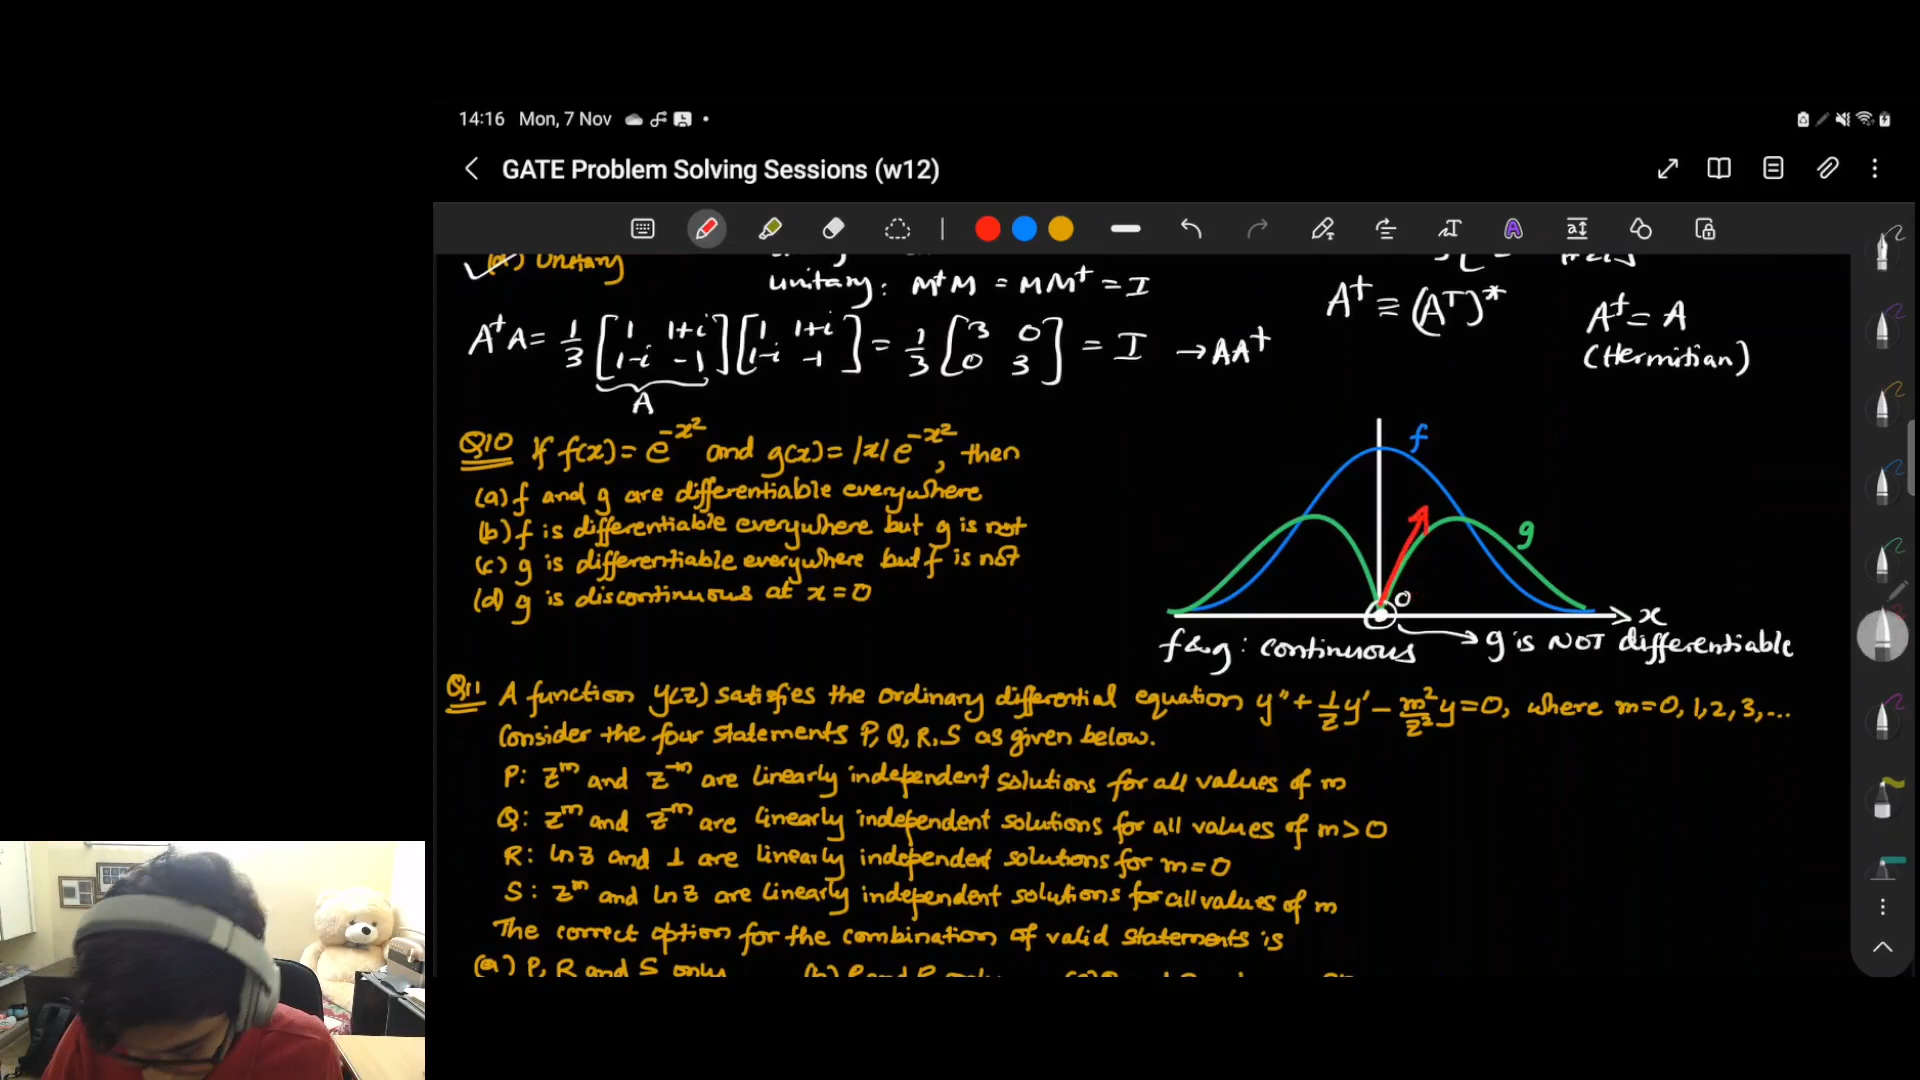 14:16 Mon, 7 Nov
GATE Problem Solving Sessions (w12)
(d) Unitary
Unitary: M†M = MM† = I
A† ≡ (Aᵀ)*
A† = A
(Hermitian)
A†A = 1/3 [1 1+i; 1-i -1] [1 1+i; 1-i -1] = 1/3 [3 0; 0 3] = I → AA†
A
Q10 If f(x) = e^{-x²} and g(x) = |x| e^{-x²}, then
(a) f and g are differentiable everywhere
(b) f is differentiable everywhere but g is not
(c) g is differentiable everywhere but f is not
(d) g is discontinuous at x = 0
f
g
0
x
f & g : continuous
g is NOT differentiable
Q11 A function y(z) satisfies the ordinary differential equation y'' + 1/z y' - m²/z² y = 0, where m = 0, 1, 2, 3, ...
Consider the four statements P, Q, R, S as given below.
P: z^m and z^{-m} are linearly independent solutions for all values of m
Q: z^m and z^{-m} are linearly independent solutions for all values of m > 0
R: ln z and 1 are linearly independent solutions for m = 0
S: z^m and ln z are linearly independent solutions for all values of m
The correct option for the combination of valid statements is
(a) P, R and S only